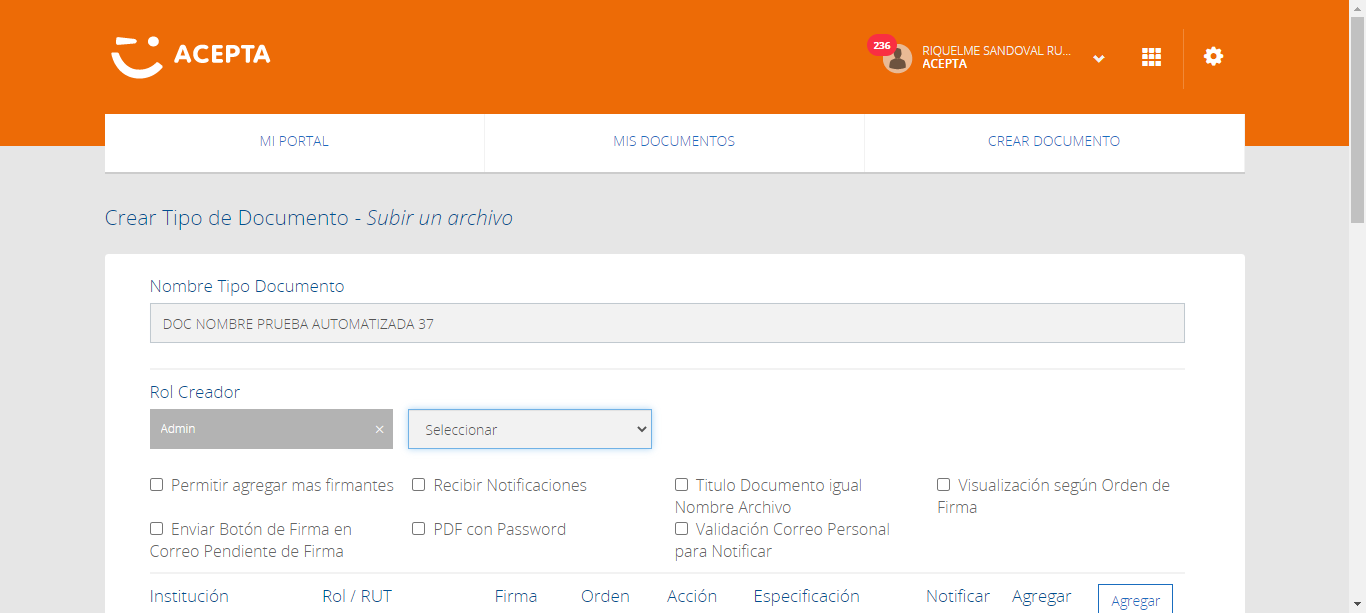 ACEPTA
236
RIQUELME SANDOVAL RU...
ACEPTA
MI PORTAL
MIS DOCUMENTOS
CREAR DOCUMENTO
Crear Tipo de Documento - Subir un archivo
Nombre Tipo Documento
DOC NOMBRE PRUEBA AUTOMATIZADA 37
Rol Creador
Admin ×
Seleccionar
Permitir agregar mas firmantes
Recibir Notificaciones
Titulo Documento igual
Nombre Archivo
Visualización según Orden de
Firma
Enviar Botón de Firma en
Correo Pendiente de Firma
PDF con Password
Validación Correo Personal
para Notificar
Institución Rol / RUT Firma Orden Acción Especificación Notificar Agregar Agregar